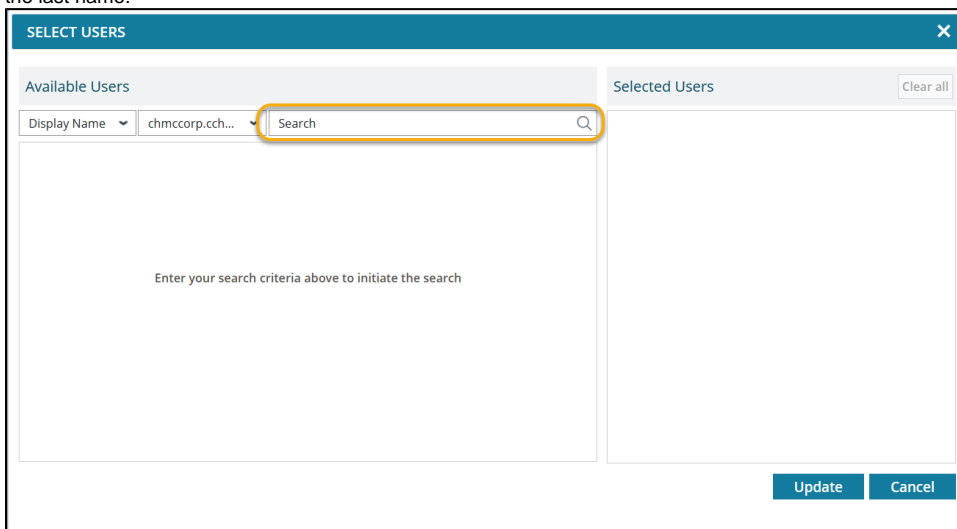 the last name.
SELECT USERS
Available Users
Selected Users
Clear all
Display Name
chmccorp.cch...
Search
Enter your search criteria above to initiate the search
Update
Cancel